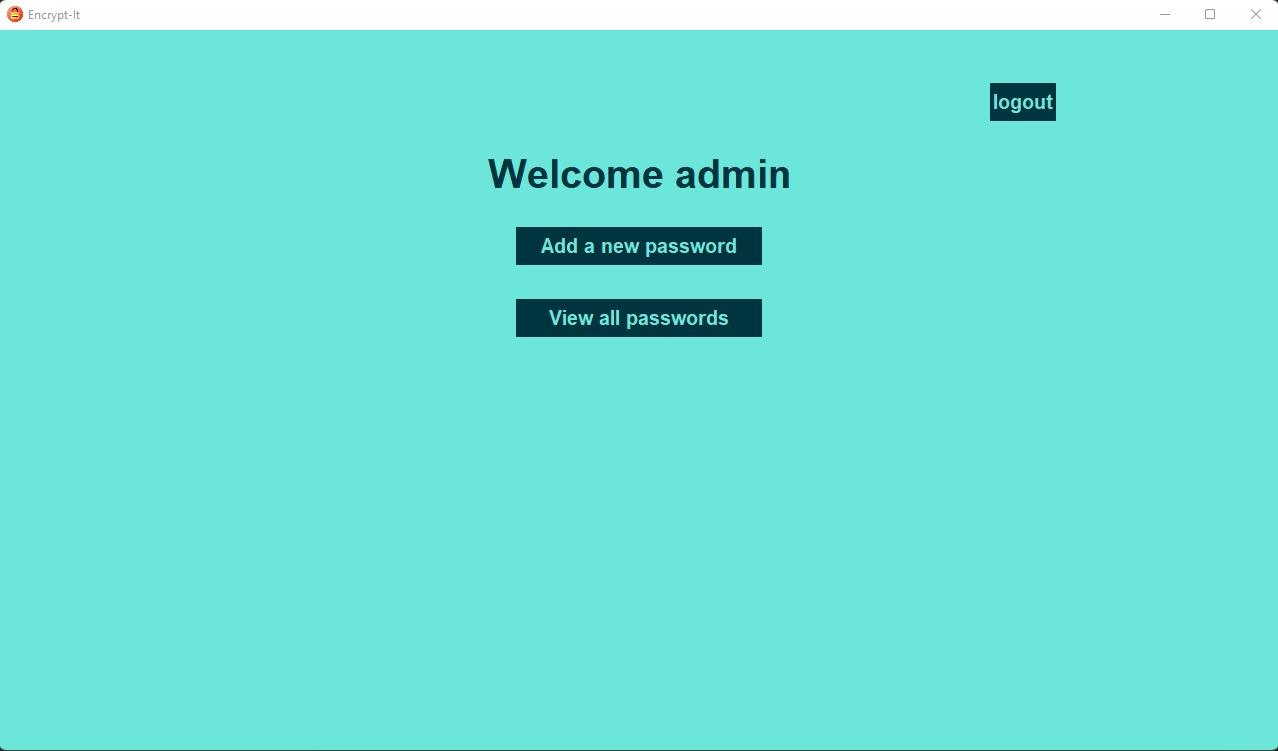 Encrypt-It
logout
Welcome admin
Add a new password
View all passwords